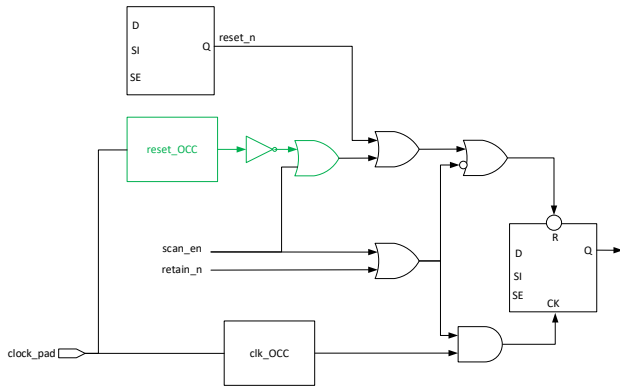 D
SI
SE
Q
reset_n
reset_OCC
scan_en
retain_n
R
D
Q
SI
SE
CK
clock_pad
clk_OCC